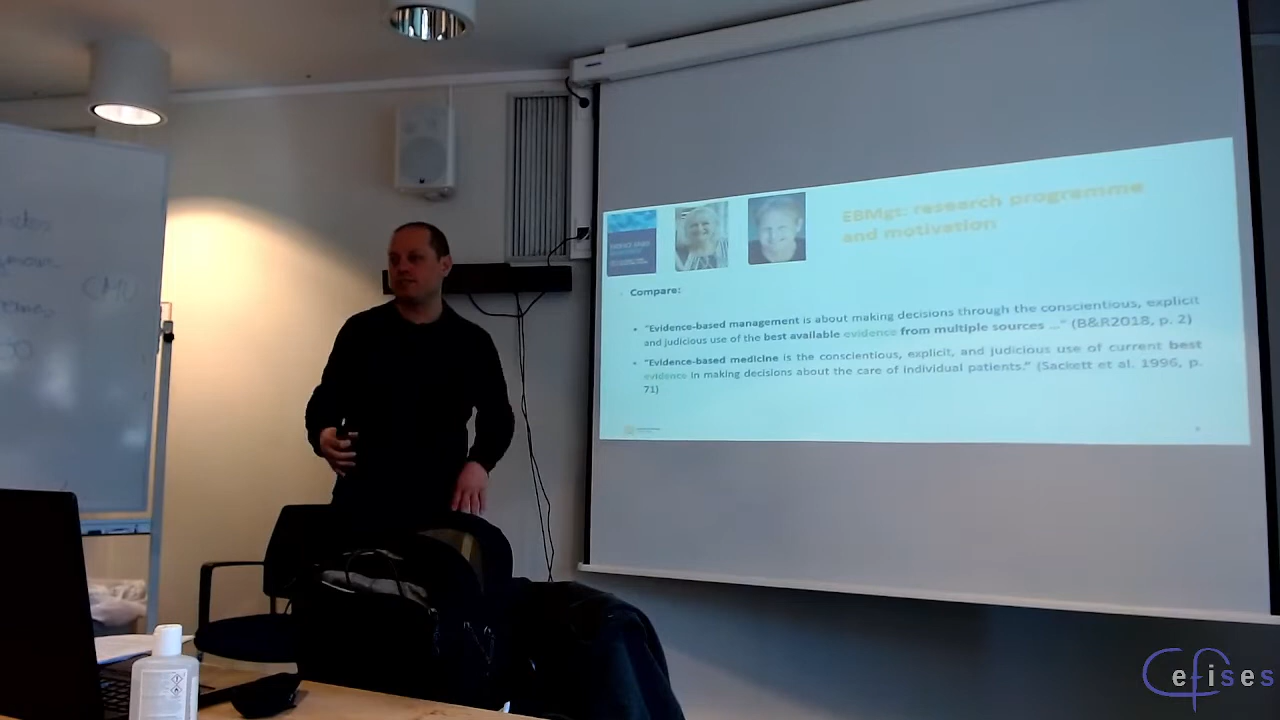 EBMgt: research programme
and motivation
Compare:
• "Evidence-based management is about making decisions through the conscientious, explicit
and judicious use of the best available evidence from multiple sources ..." (B&R2018, p. 2)
• "Evidence-based medicine is the conscientious, explicit, and judicious use of current best
evidence in making decisions about the care of individual patients." (Sackett et al. 1996, p.
71)
Cefises